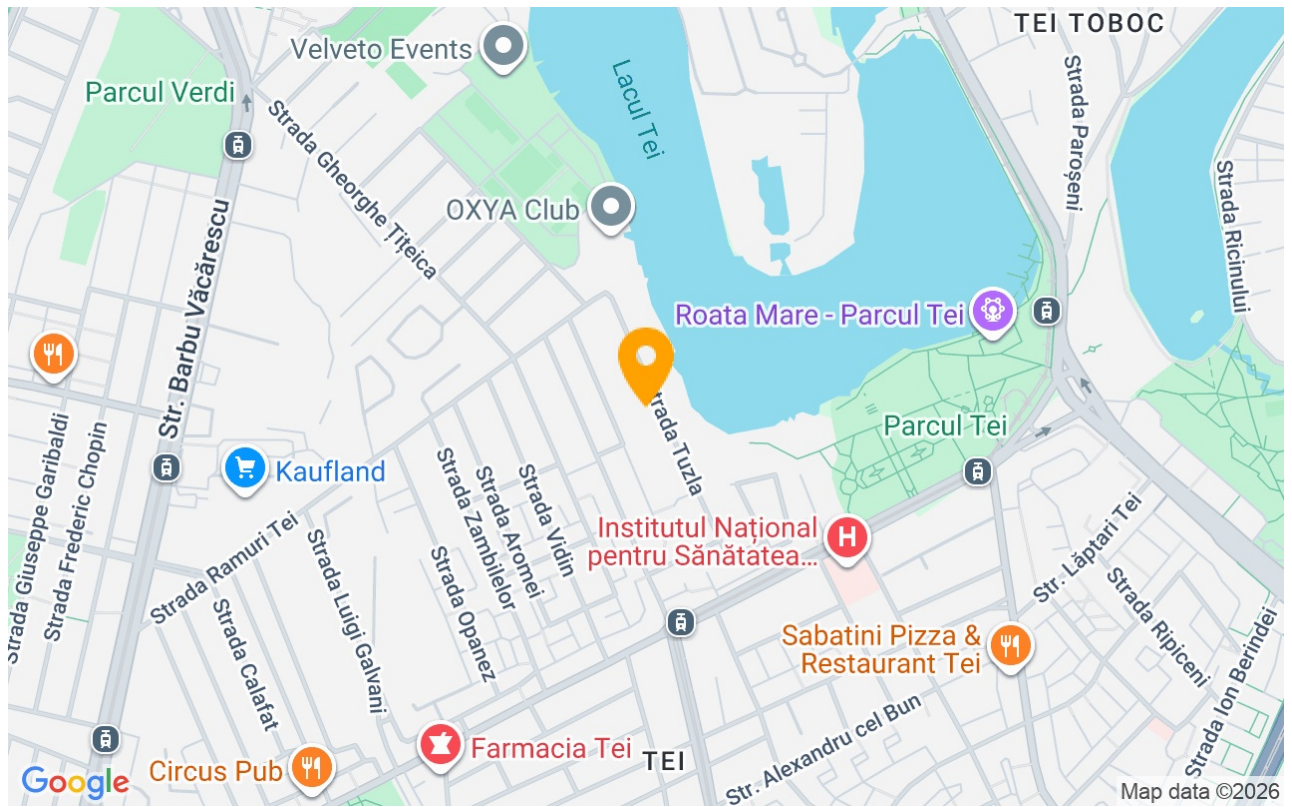 TEI TOBOC
Velveto Events
Parcul Verdi
Lacul Tei
Strada Paroșeni
Strada Gheorghe Țițeica
Strada Ricinului
OXYA Club
Str. Barbu Văcărescu
Roata Mare - Parcul Tei
Strada Tuzla
Parcul Tei
Strada Giuseppe Garibaldi
Strada Frederic Chopin
Kaufland
Strada Zambilelor
Strada Aromei
Strada Vidin
Strada Ramuri Tei
Strada Luigi Galvani
Strada Opanez
Institutul Național
pentru Sănătatea...
Str. Lăptari Tei
Strada Ripiceni
Strada Calafat
Sabatini Pizza &
Restaurant Tei
Strada Ion Berindei
Str. Alexandru cel Bun
Farmacia Tei
TEI
Circus Pub
Google
Map data ©2026